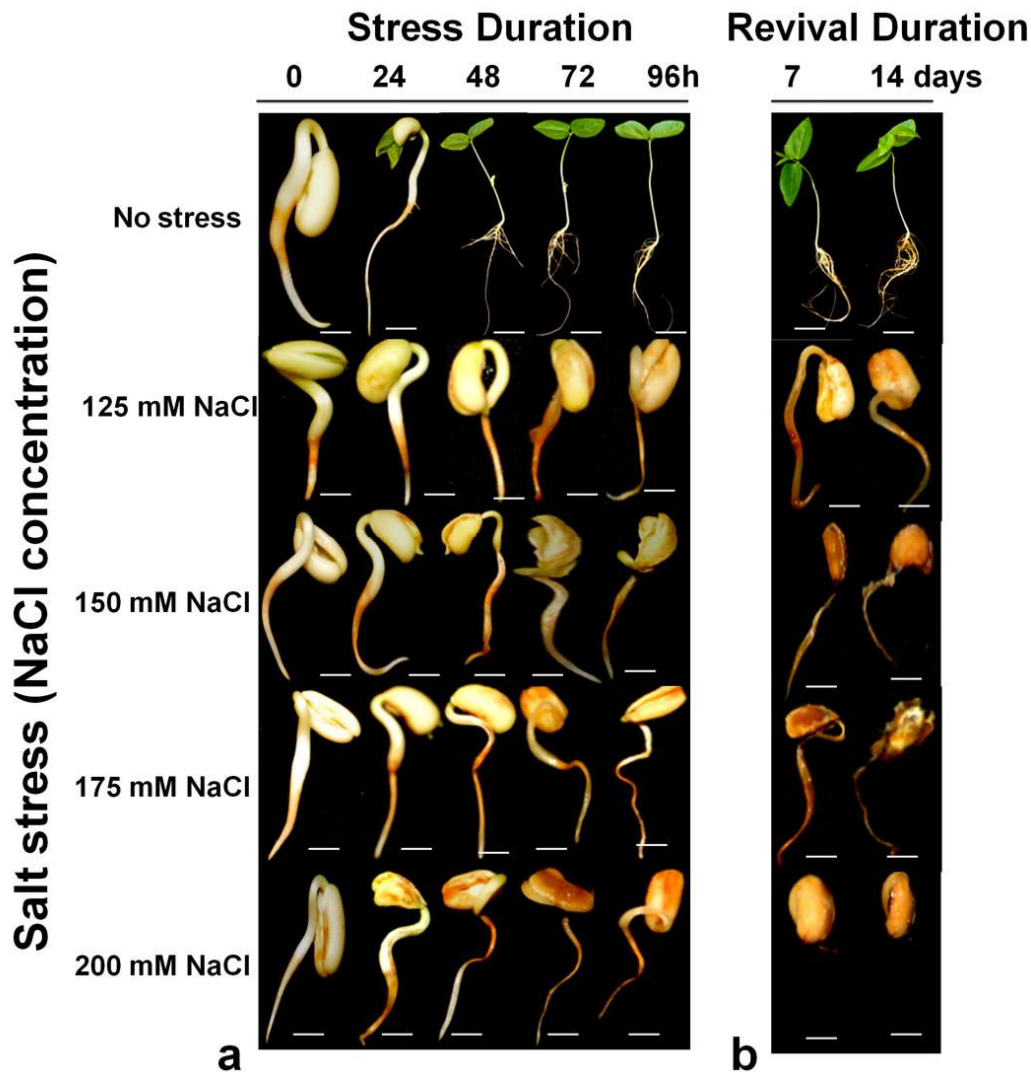 Stress Duration
Revival Duration
0 24 48 72 96h
7 14 days
Salt stress (NaCl concentration)
No stress
125 mM NaCl
150 mM NaCl
175 mM NaCl
200 mM NaCl
a
b